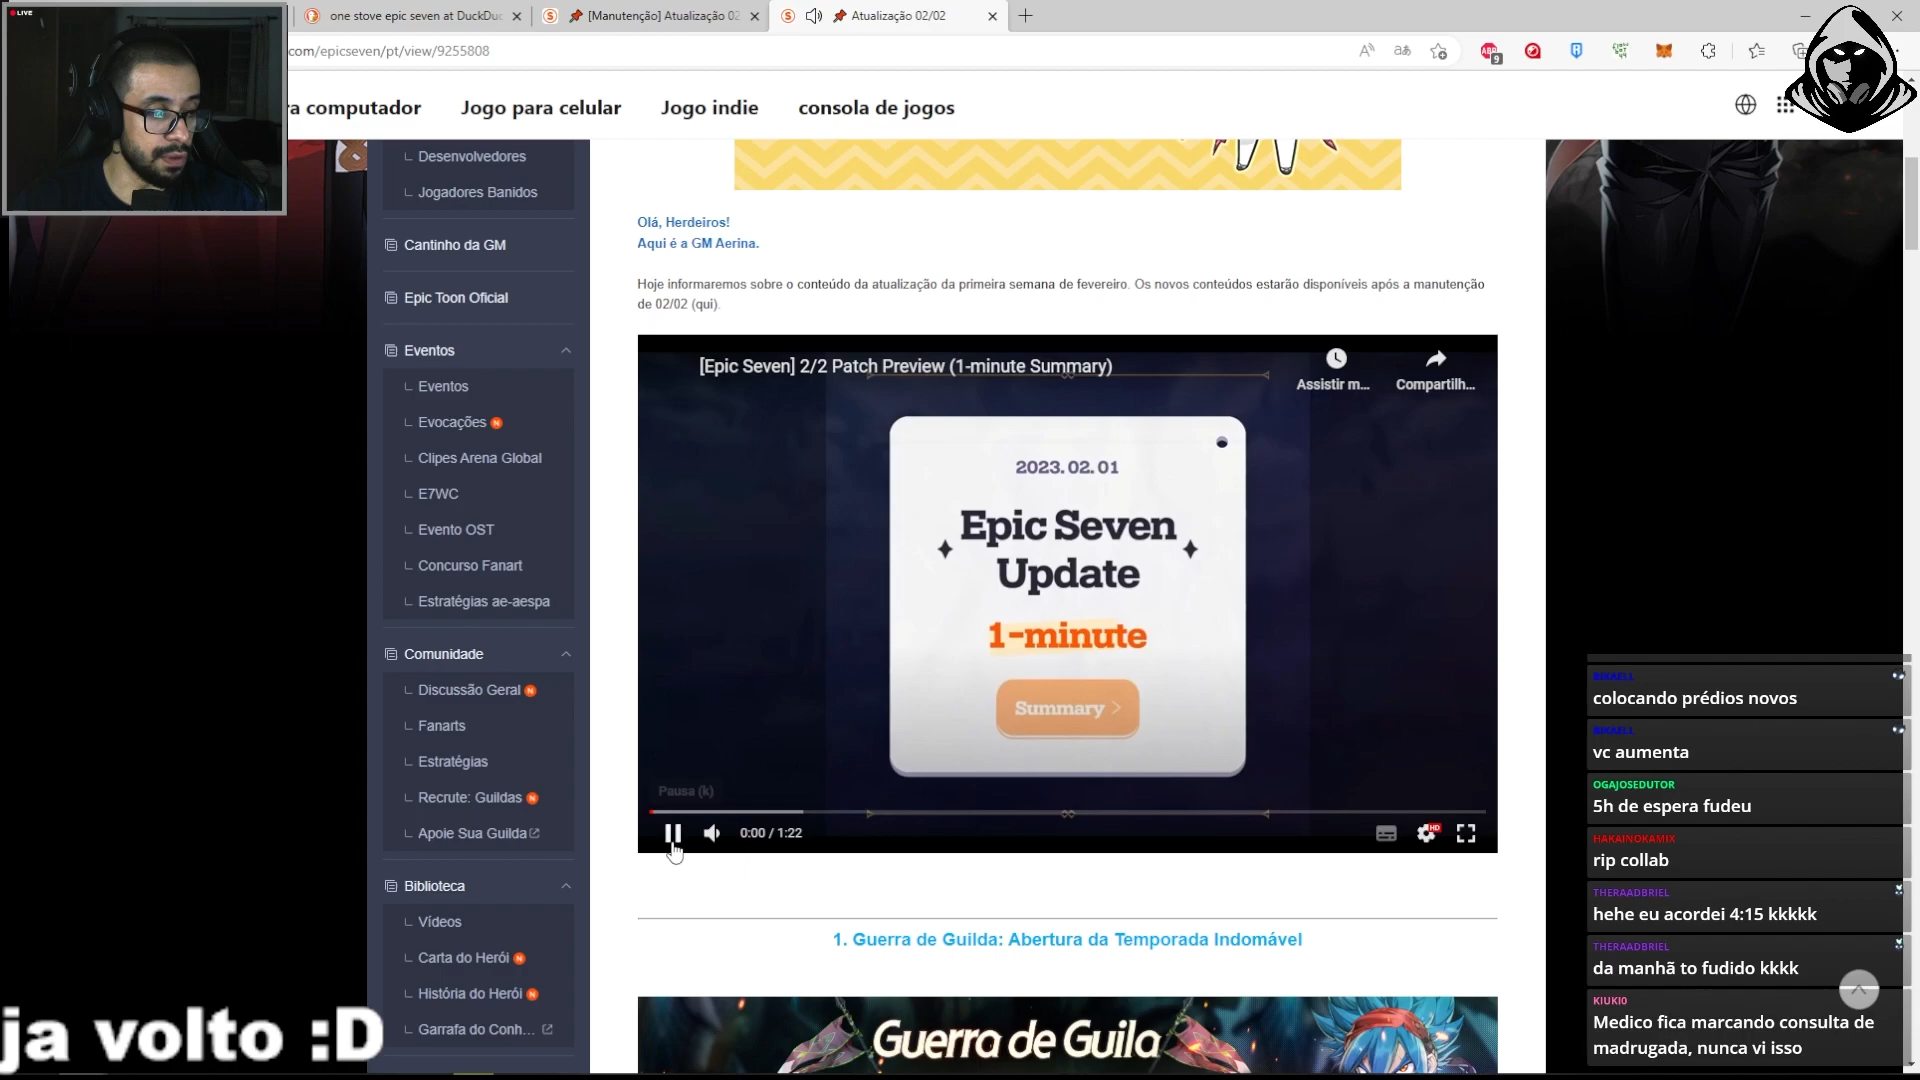 LIVE
one stove epic seven at DuckDuc
[Manutenção] Atualização 02
Atualização 02/02
com/epicseven/pt/view/9255808
ABP
9
a computador
Jogo para celular
Jogo indie
consola de jogos
Desenvolvedores
Jogadores Banidos
Cantinho da GM
Epic Toon Oficial
Eventos
Eventos
Evocações N
Clipes Arena Global
E7WC
Evento OST
Concurso Fanart
Estratégias ae-aespa
Comunidade
Discussão Geral N
Fanarts
Estratégias
Recrute: Guildas N
Apoie Sua Guilda
Biblioteca
Vídeos
Carta do Herói N
História do Herói N
Garrafa do Conh...
Olá, Herdeiros!
Aqui é a GM Aerina.
Hoje informaremos sobre o conteúdo da atualização da primeira semana de fevereiro. Os novos conteúdos estarão disponíveis após a manutenção
de 02/02 (qui).
[Epic Seven] 2/2 Patch Preview (1-minute Summary)
Assistir m...
Compartilh...
2023.02.01
Epic Seven
Update
1-minute
Summary >
Pausa (k)
0:00 / 1:22
HD
1. Guerra de Guilda: Abertura da Temporada Indomável
Guerra de Guila
colocando prédios novos
vc aumenta
OGAJOSEDUTOR
5h de espera fudeu
HAKAINOKAMIX
rip collab
THERAADBRIEL
hehe eu acordei 4:15 kkkkk
THERAADBRIEL
da manhã to fudido kkkk
KIUKI0
Medico fica marcando consulta de
madrugada, nunca vi isso
ja volto :D